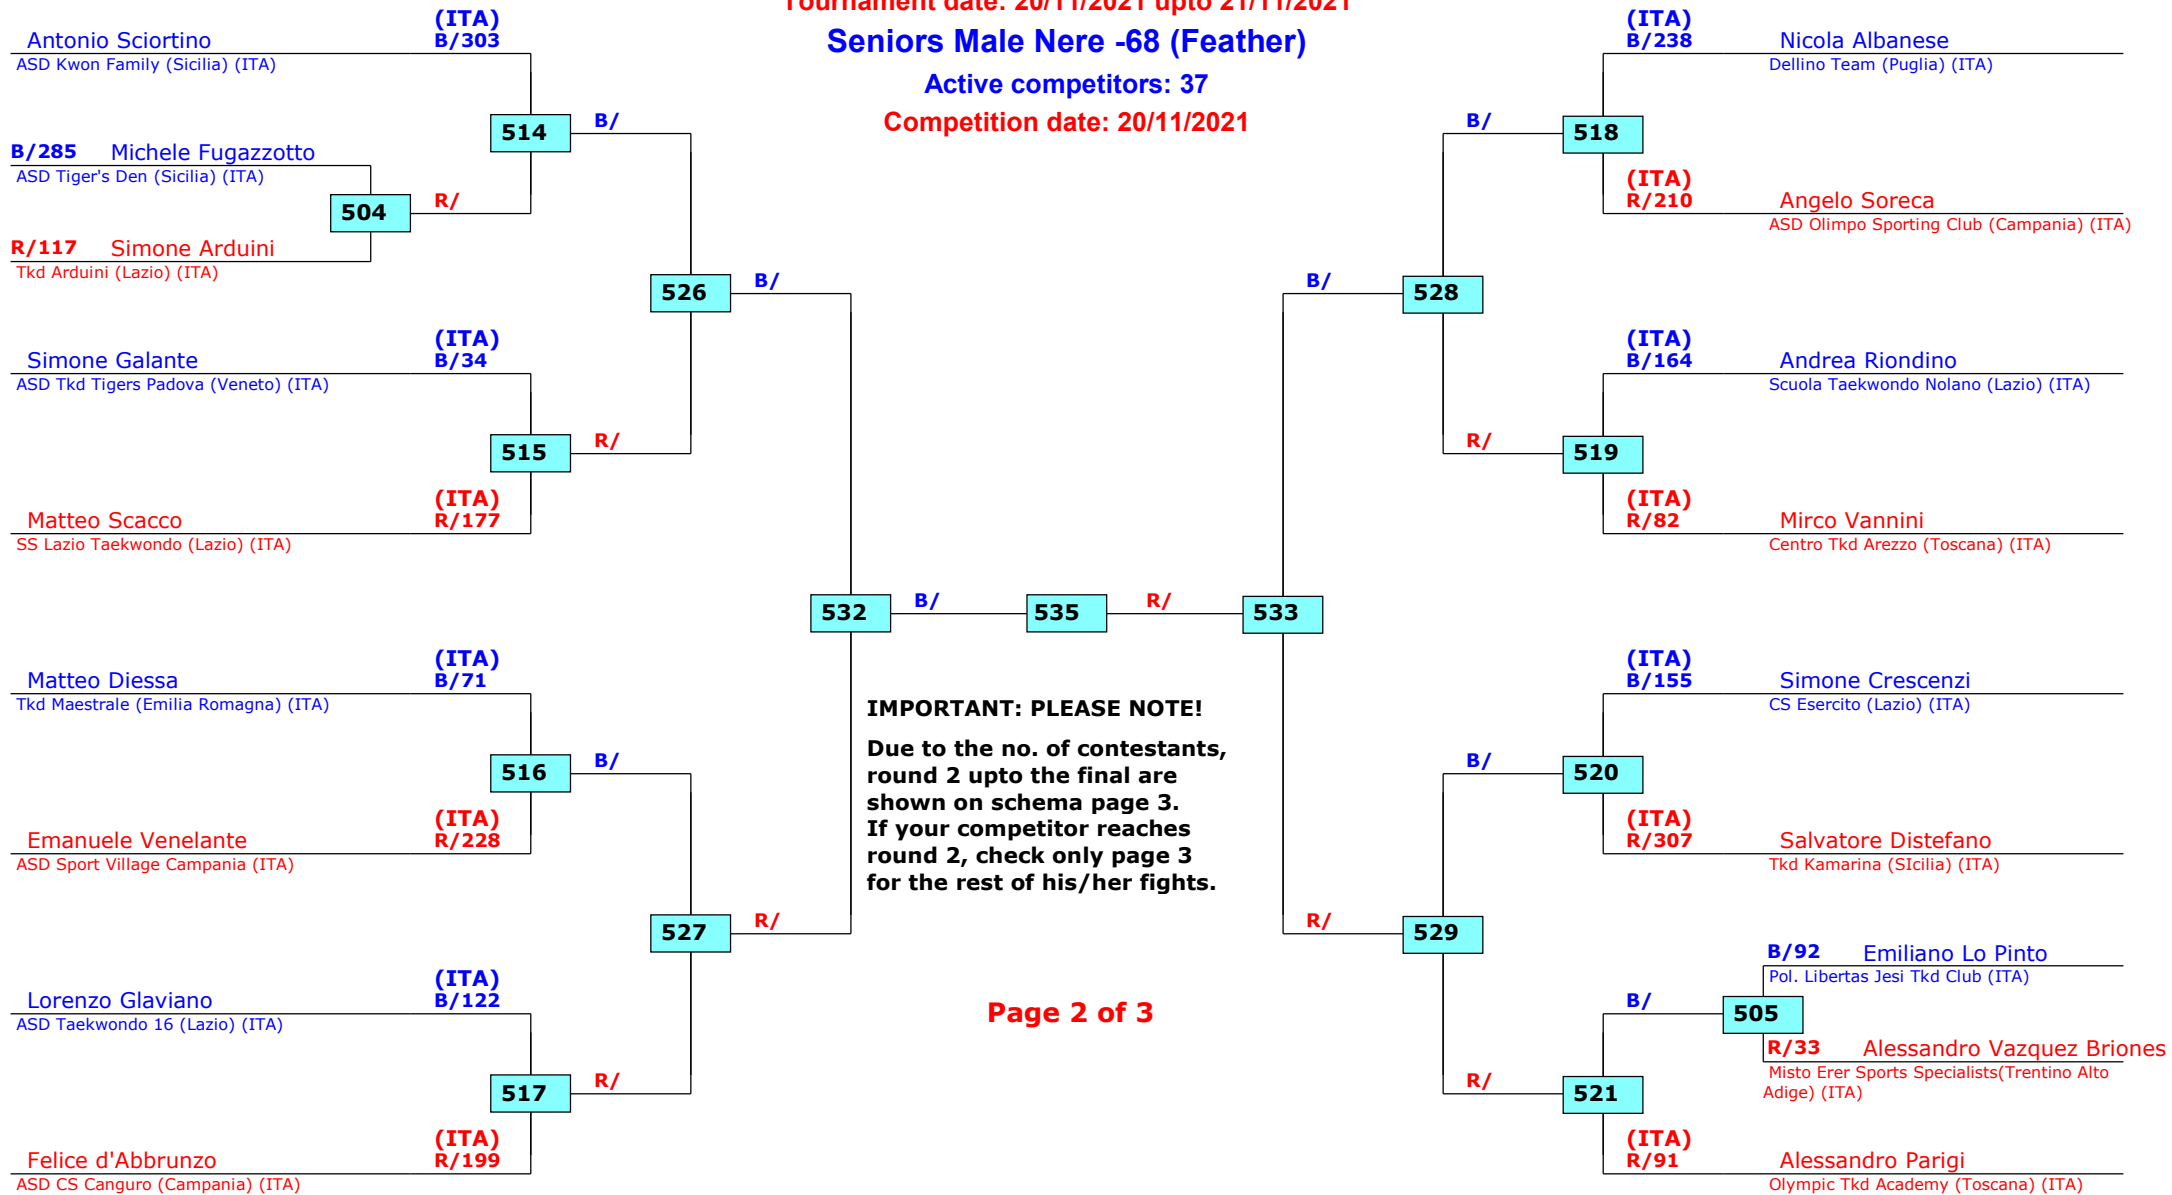 Tournament date: 20/11/2021 upto 21/11/2021
Seniors Male Nere -68 (Feather)
Active competitors: 37
Competition date: 20/11/2021
(ITA)
Antonio Sciortino B/303
ASD Kwon Family (Sicilia) (ITA)
514 B/
B/285 Michele Fugazzotto
ASD Tiger's Den (Sicilia) (ITA)
504 R/
R/117 Simone Arduini
Tkd Arduini (Lazio) (ITA)
526 B/
(ITA)
Simone Galante B/34
ASD Tkd Tigers Padova (Veneto) (ITA)
515 R/
(ITA)
Matteo Scacco R/177
SS Lazio Taekwondo (Lazio) (ITA)
532 B/ 535 R/ 533
(ITA)
Matteo Diessa B/71
Tkd Maestrale (Emilia Romagna) (ITA)
516 B/
(ITA)
Emanuele Venelante R/228
ASD Sport Village Campania (ITA)
527 R/
(ITA)
Lorenzo Glaviano B/122
ASD Taekwondo 16 (Lazio) (ITA)
517 R/
(ITA)
Felice d'Abbrunzo R/199
ASD CS Canguro (Campania) (ITA)
IMPORTANT: PLEASE NOTE!
Due to the no. of contestants,
round 2 upto the final are
shown on schema page 3.
If your competitor reaches
round 2, check only page 3
for the rest of his/her fights.
Page 2 of 3
(ITA)
B/238 Nicola Albanese
Dellino Team (Puglia) (ITA)
B/ 518
(ITA)
R/210 Angelo Soreca
ASD Olimpo Sporting Club (Campania) (ITA)
B/ 528
(ITA)
B/164 Andrea Riondino
Scuola Taekwondo Nolano (Lazio) (ITA)
R/ 519
(ITA)
R/82 Mirco Vannini
Centro Tkd Arezzo (Toscana) (ITA)
(ITA)
B/155 Simone Crescenzi
CS Esercito (Lazio) (ITA)
B/ 520
(ITA)
R/307 Salvatore Distefano
Tkd Kamarina (SIcilia) (ITA)
R/ 529
B/92 Emiliano Lo Pinto
Pol. Libertas Jesi Tkd Club (ITA)
B/ 505
R/33 Alessandro Vazquez Briones
Misto Erer Sports Specialists(Trentino Alto
Adige) (ITA)
R/ 521
(ITA)
R/91 Alessandro Parigi
Olympic Tkd Academy (Toscana) (ITA)